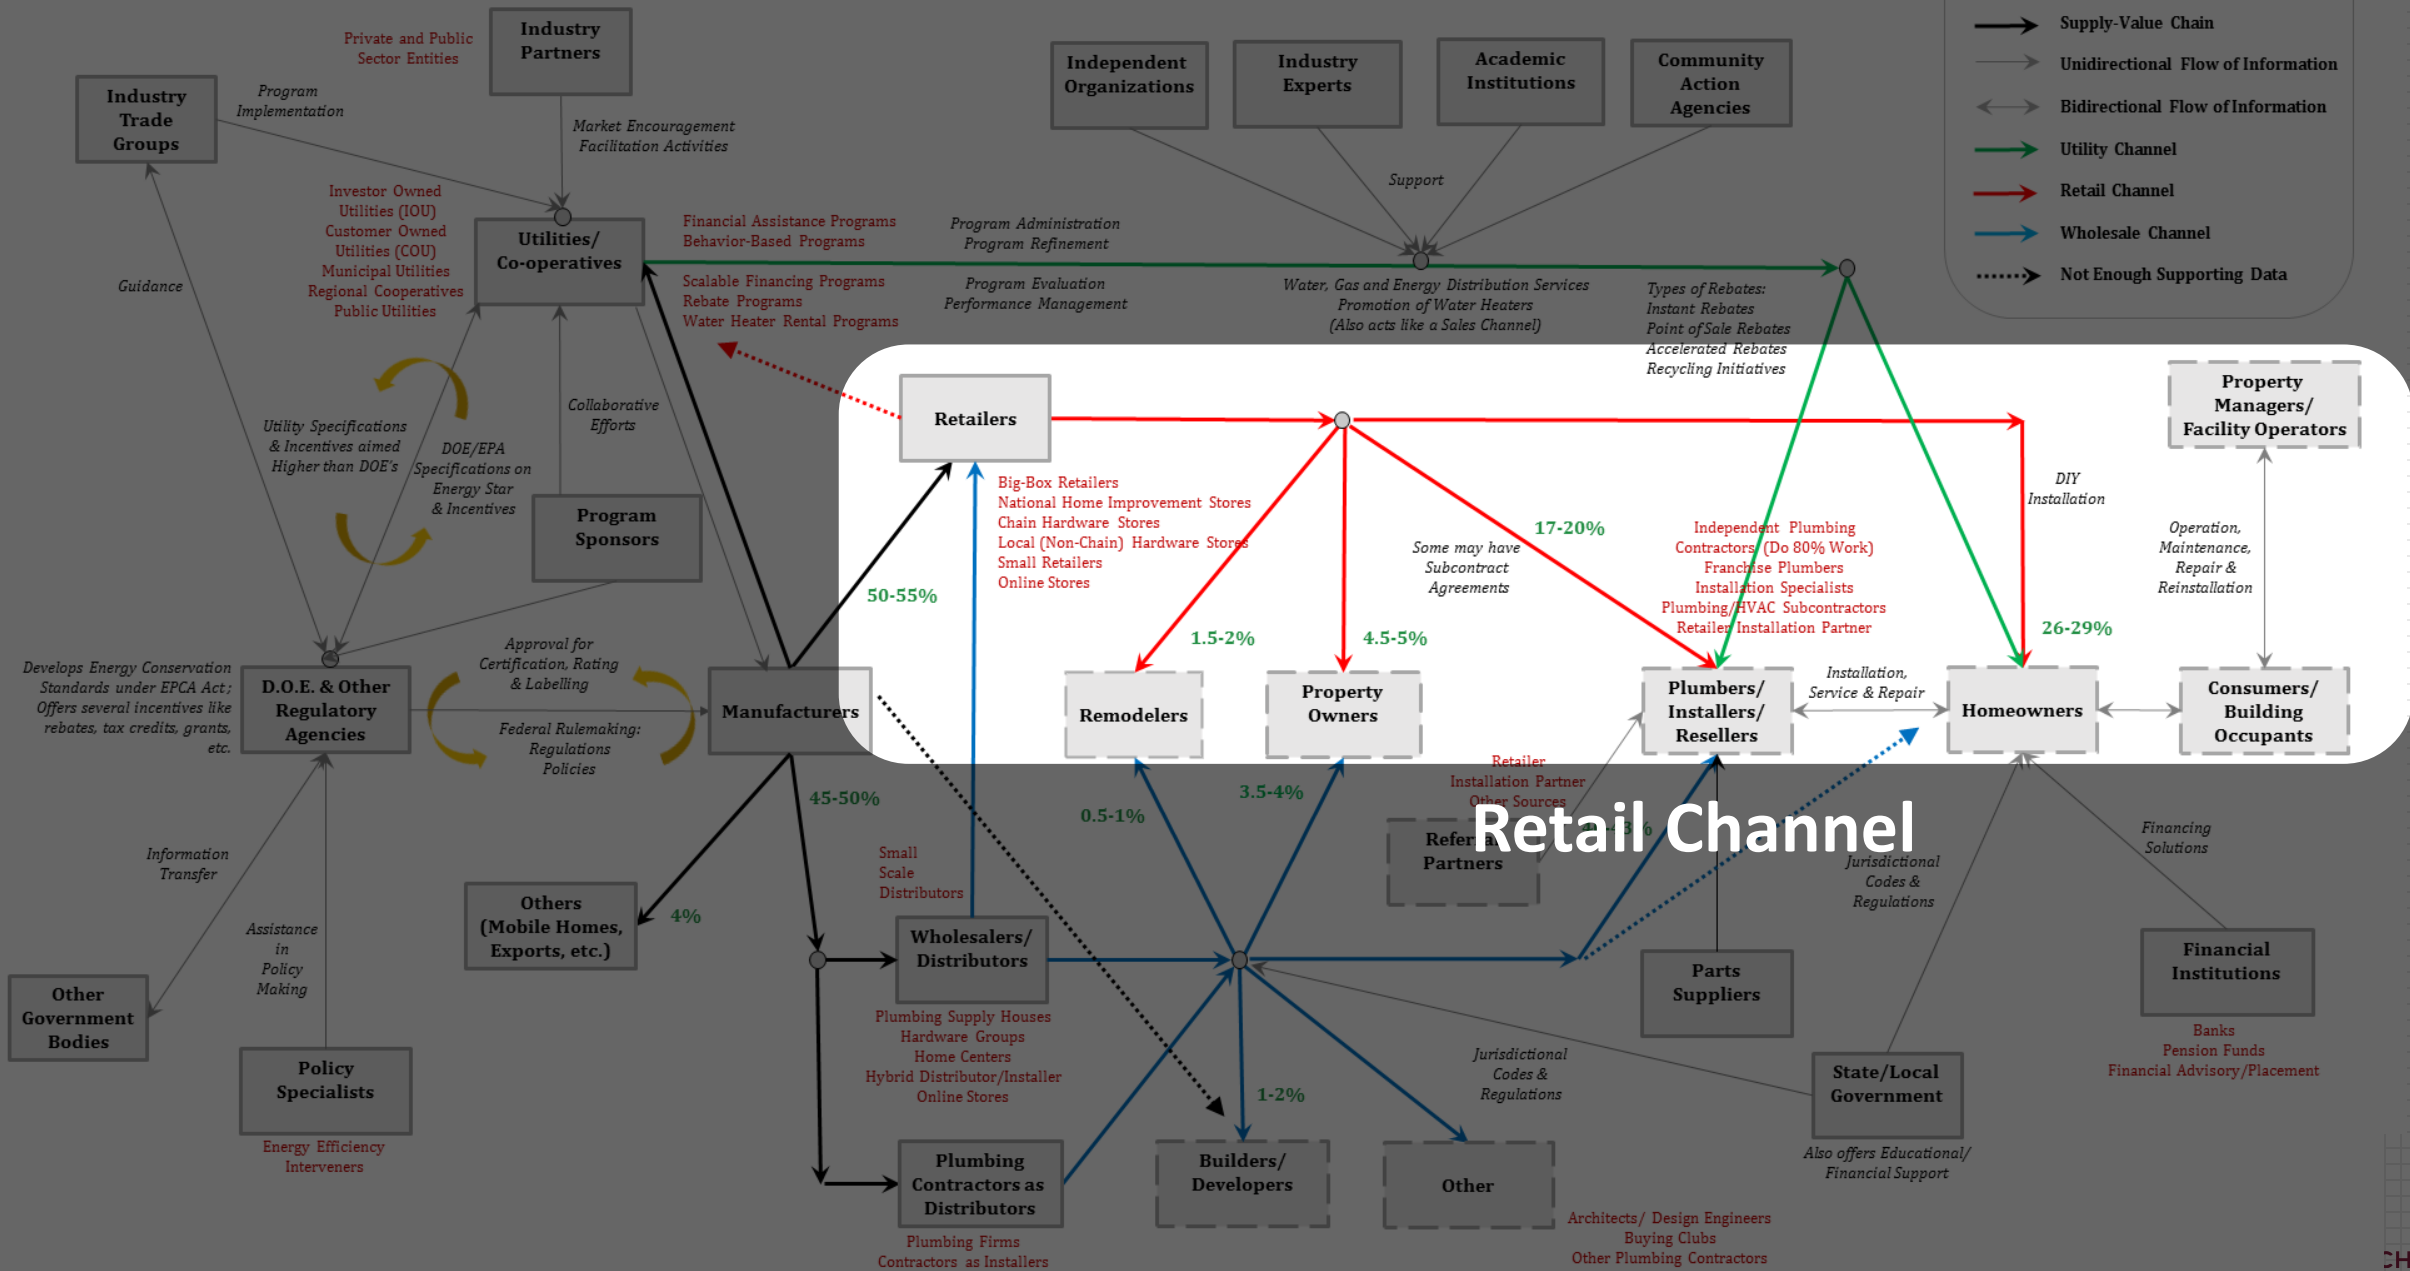 Private and Public
Sector Entities
Industry
Partners
Industry
Trade
Groups
Program
Implementation
Market Encouragement
Facilitation Activities
Independent
Organizations
Industry
Experts
Academic
Institutions
Community
Action
Agencies
Support
Supply-Value Chain
Unidirectional Flow of Information
Bidirectional Flow of Information
Utility Channel
Retail Channel
Wholesale Channel
Not Enough Supporting Data
Guidance
Investor Owned
Utilities (IOU)
Customer Owned
Utilities (COU)
Municipal Utilities
Regional Cooperatives
Public Utilities
Utilities/
Co-operatives
Financial Assistance Programs
Behavior-Based Programs
Scalable Financing Programs
Rebate Programs
Water Heater Rental Programs
Program Administration
Program Refinement
Program Evaluation
Performance Management
Water, Gas and Energy Distribution Services
Promotion of Water Heaters
(Also acts like a Sales Channel)
Types of Rebates:
Instant Rebates
Point of Sale Rebates
Accelerated Rebates
Recycling Initiatives
Utility Specifications
& Incentives aimed
Higher than DOE's
DOE/EPA
Specifications on
Energy Star
& Incentives
Collaborative
Efforts
Program
Sponsors
Retailers
Big-Box Retailers
National Home Improvement Stores
Chain Hardware Stores
Local (Non-Chain) Hardware Stores
Small Retailers
Online Stores
50-55%
1.5-2%
4.5-5%
Some may have
Subcontract
Agreements
17-20%
Independent Plumbing
Contractors (Do 80% Work)
Franchise Plumbers
Installation Specialists
Plumbing/HVAC Subcontractors
Retailer Installation Partner
DIY
Installation
26-29%
Property
Managers/
Facility Operators
Operation,
Maintenance,
Repair &
Reinstallation
Develops Energy Conservation
Standards under EPCA Act;
Offers several incentives like
rebates, tax credits, grants,
etc.
D.O.E. & Other
Regulatory
Agencies
Approval for
Certification, Rating
& Labelling
Federal Rulemaking:
Regulations
Policies
Manufacturers
Remodelers
Property
Owners
Plumbers/
Installers/
Resellers
Installation,
Service & Repair
Homeowners
Consumers/
Building
Occupants
45-50%
4%
0.5-1%
3.5-4%
Retailer
Installation Partner
Other Sources
Referral
Partners
Retail Channel
Jurisdictional
Codes &
Regulations
Financing
Solutions
Information
Transfer
Assistance
in
Policy
Making
Others
(Mobile Homes,
Exports, etc.)
Small
Scale
Distributors
Wholesalers/
Distributors
Plumbing Supply Houses
Hardware Groups
Home Centers
Hybrid Distributor/Installer
Online Stores
Parts
Suppliers
Financial
Institutions
Banks
Pension Funds
Financial Advisory/Placement
Other
Government
Bodies
Policy
Specialists
Energy Efficiency
Interveners
1-2%
Jurisdictional
Codes &
Regulations
State/Local
Government
Also offers Educational/
Financial Support
Plumbing
Contractors as
Distributors
Plumbing Firms
Contractors as Installers
Builders/
Developers
Other
Architects/ Design Engineers
Buying Clubs
Other Plumbing Contractors
CH